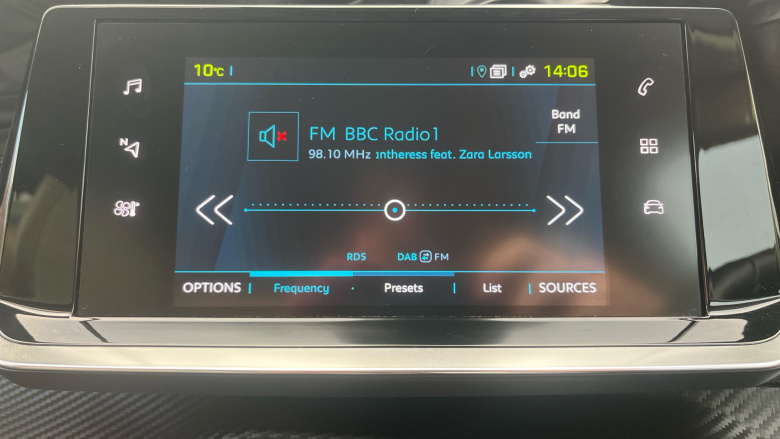 10°C
14:06
FM BBC Radio1
98.10 MHz ıntheress feat. Zara Larsson
Band
FM
N
RDS
DAB FM
OPTIONS Frequency Presets List SOURCES